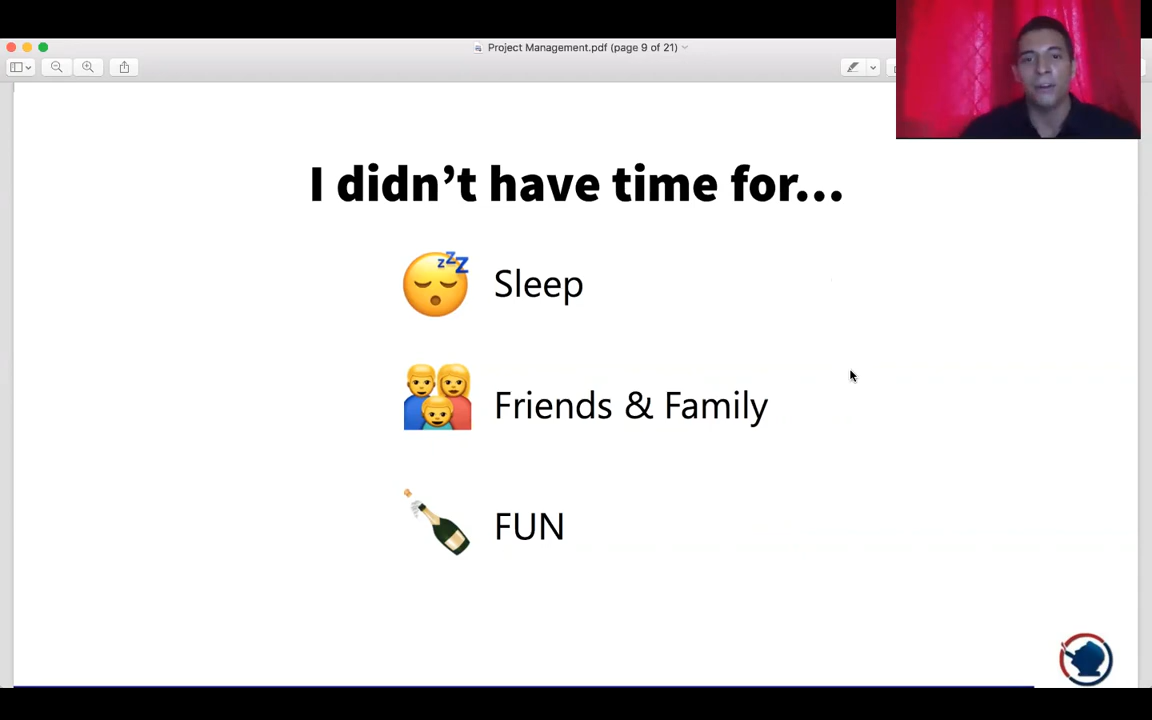 Project Management.pdf (page 9 of 21)
I didn’t have time for...
Sleep
Friends & Family
FUN